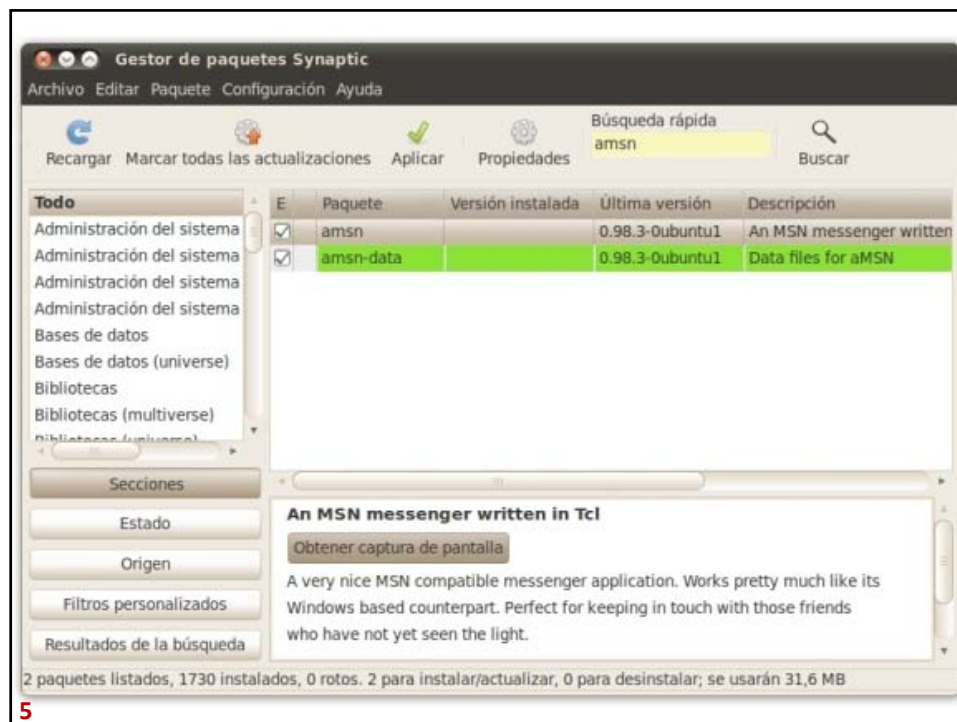 Gestor de paquetes Synaptic
Archivo Editar Paquete Configuración Ayuda
Búsqueda rápida
amsn
Recargar Marcar todas las actualizaciones Aplicar Propiedades Buscar
Todo
Administración del sistema
Administración del sistema
Administración del sistema
Administración del sistema
Bases de datos
Bases de datos (universe)
Bibliotecas
Bibliotecas (multiverse)
Bibliotecas (universe)
E Paquete Versión instalada Última versión Descripción
amsn 0.98.3-0ubuntu1 An MSN messenger written
amsn-data 0.98.3-0ubuntu1 Data files for aMSN
Secciones
Estado
Origen
Filtros personalizados
Resultados de la búsqueda
An MSN messenger written in Tcl
Obtener captura de pantalla
A very nice MSN compatible messenger application. Works pretty much like its
Windows based counterpart. Perfect for keeping in touch with those friends
who have not yet seen the light.
2 paquetes listados, 1730 instalados, 0 rotos. 2 para instalar/actualizar, 0 para desinstalar; se usarán 31,6 MB
5